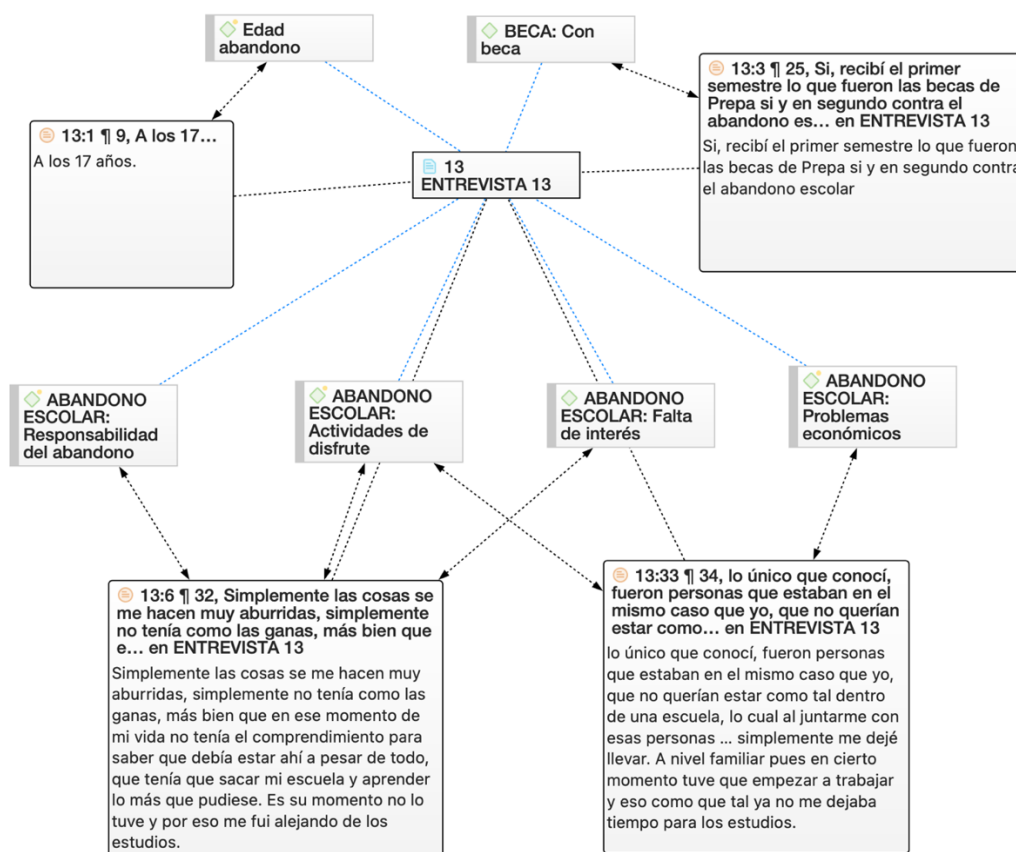 Edad
abandono
BECA: Con
beca
13:3 ¶ 25, Si, recibí el primer
semestre lo que fueron las becas de
Prepa si y en segundo contra el
abandono es... en ENTREVISTA 13
Si, recibí el primer semestre lo que fueron
las becas de Prepa si y en segundo contra
el abandono escolar
13:1 ¶ 9, A los 17...
A los 17 años.
13
ENTREVISTA 13
ABANDONO
ESCOLAR:
Responsabilidad
del abandono
ABANDONO
ESCOLAR:
Actividades de
disfrute
ABANDONO
ESCOLAR: Falta
de interés
ABANDONO
ESCOLAR:
Problemas
económicos
13:6 ¶ 32, Simplemente las cosas se
me hacen muy aburridas, simplemente
no tenía como las ganas, más bien que
e... en ENTREVISTA 13
Simplemente las cosas se me hacen muy
aburridas, simplemente no tenía como las
ganas, más bien que en ese momento de
mi vida no tenía el comprendimiento para
saber que debía estar ahí a pesar de todo,
que tenía que sacar mi escuela y aprender
lo más que pudiese. Es su momento no lo
tuve y por eso me fui alejando de los
estudios.
13:33 ¶ 34, lo único que conocí,
fueron personas que estaban en el
mismo caso que yo, que no querían
estar como... en ENTREVISTA 13
lo único que conocí, fueron personas
que estaban en el mismo caso que yo,
que no querían estar como tal dentro
de una escuela, lo cual al juntarme con
esas personas ... simplemente me dejé
llevar. A nivel familiar pues en cierto
momento tuve que empezar a trabajar
y eso como que tal ya no me dejaba
tiempo para los estudios.